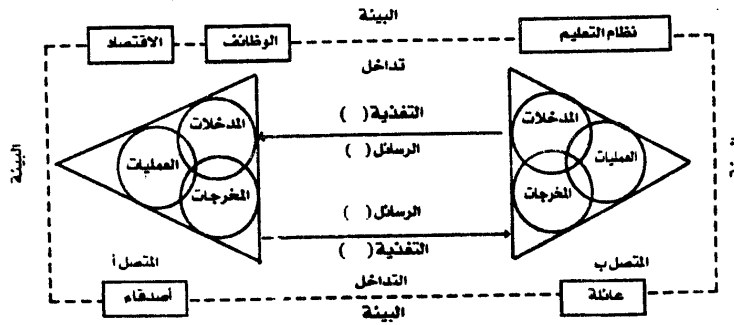 البيئة
نظام التعليم
الوظائف
الاقتصاد
تداخل
المدخلات
العمليات
المخرجات
التغذية ( )
الرسائل ( )
الرسائل ( )
التغذية ( )
المدخلات
العمليات
المخرجات
البيئة
المتصل ب
المتصل أ
عائلة
التداخل
أصدقاء
البيئة